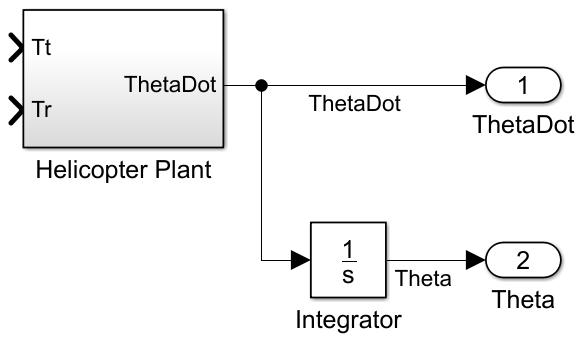 Tt
ThetaDot
Tr
Helicopter Plant
ThetaDot
1
ThetaDot
1
s
Integrator
Theta
2
Theta